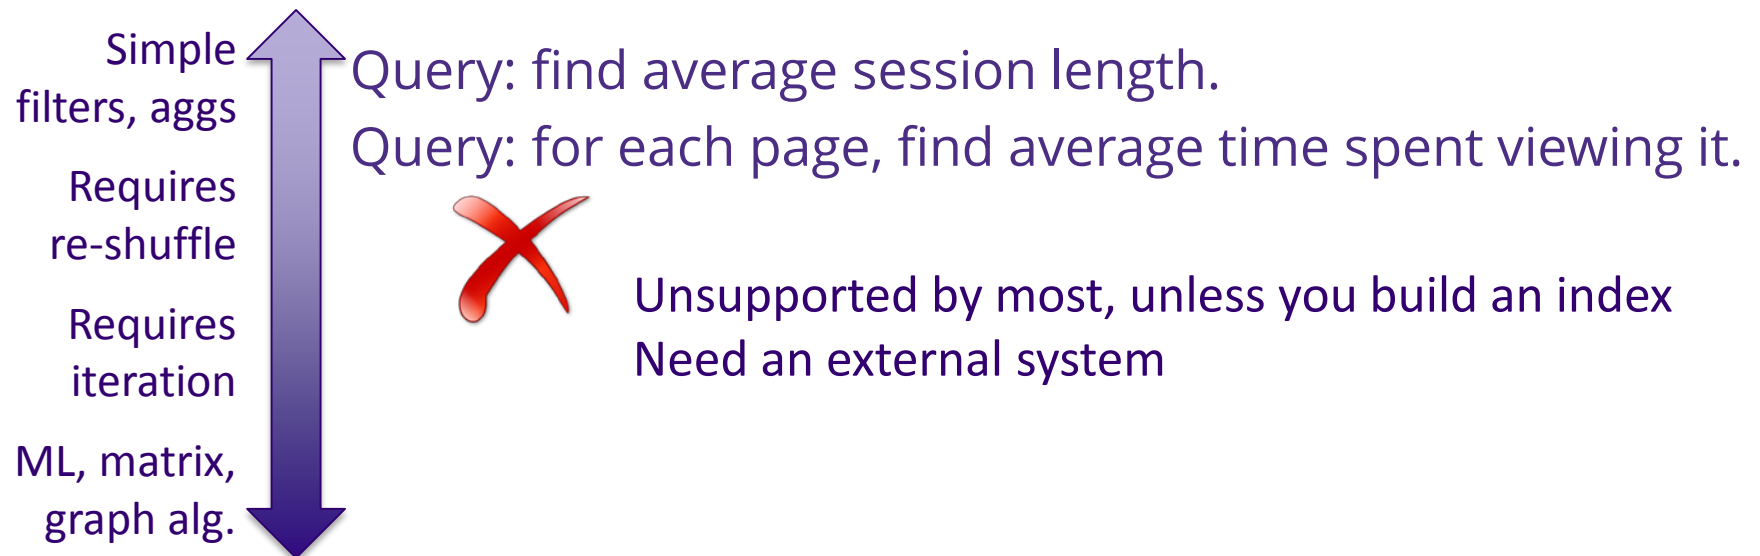 Simple
filters, aggs
Requires
re-shuffle
Requires
iteration
ML, matrix,
graph alg.
Query: find average session length.
Query: for each page, find average time spent viewing it.
Unsupported by most, unless you build an index
Need an external system